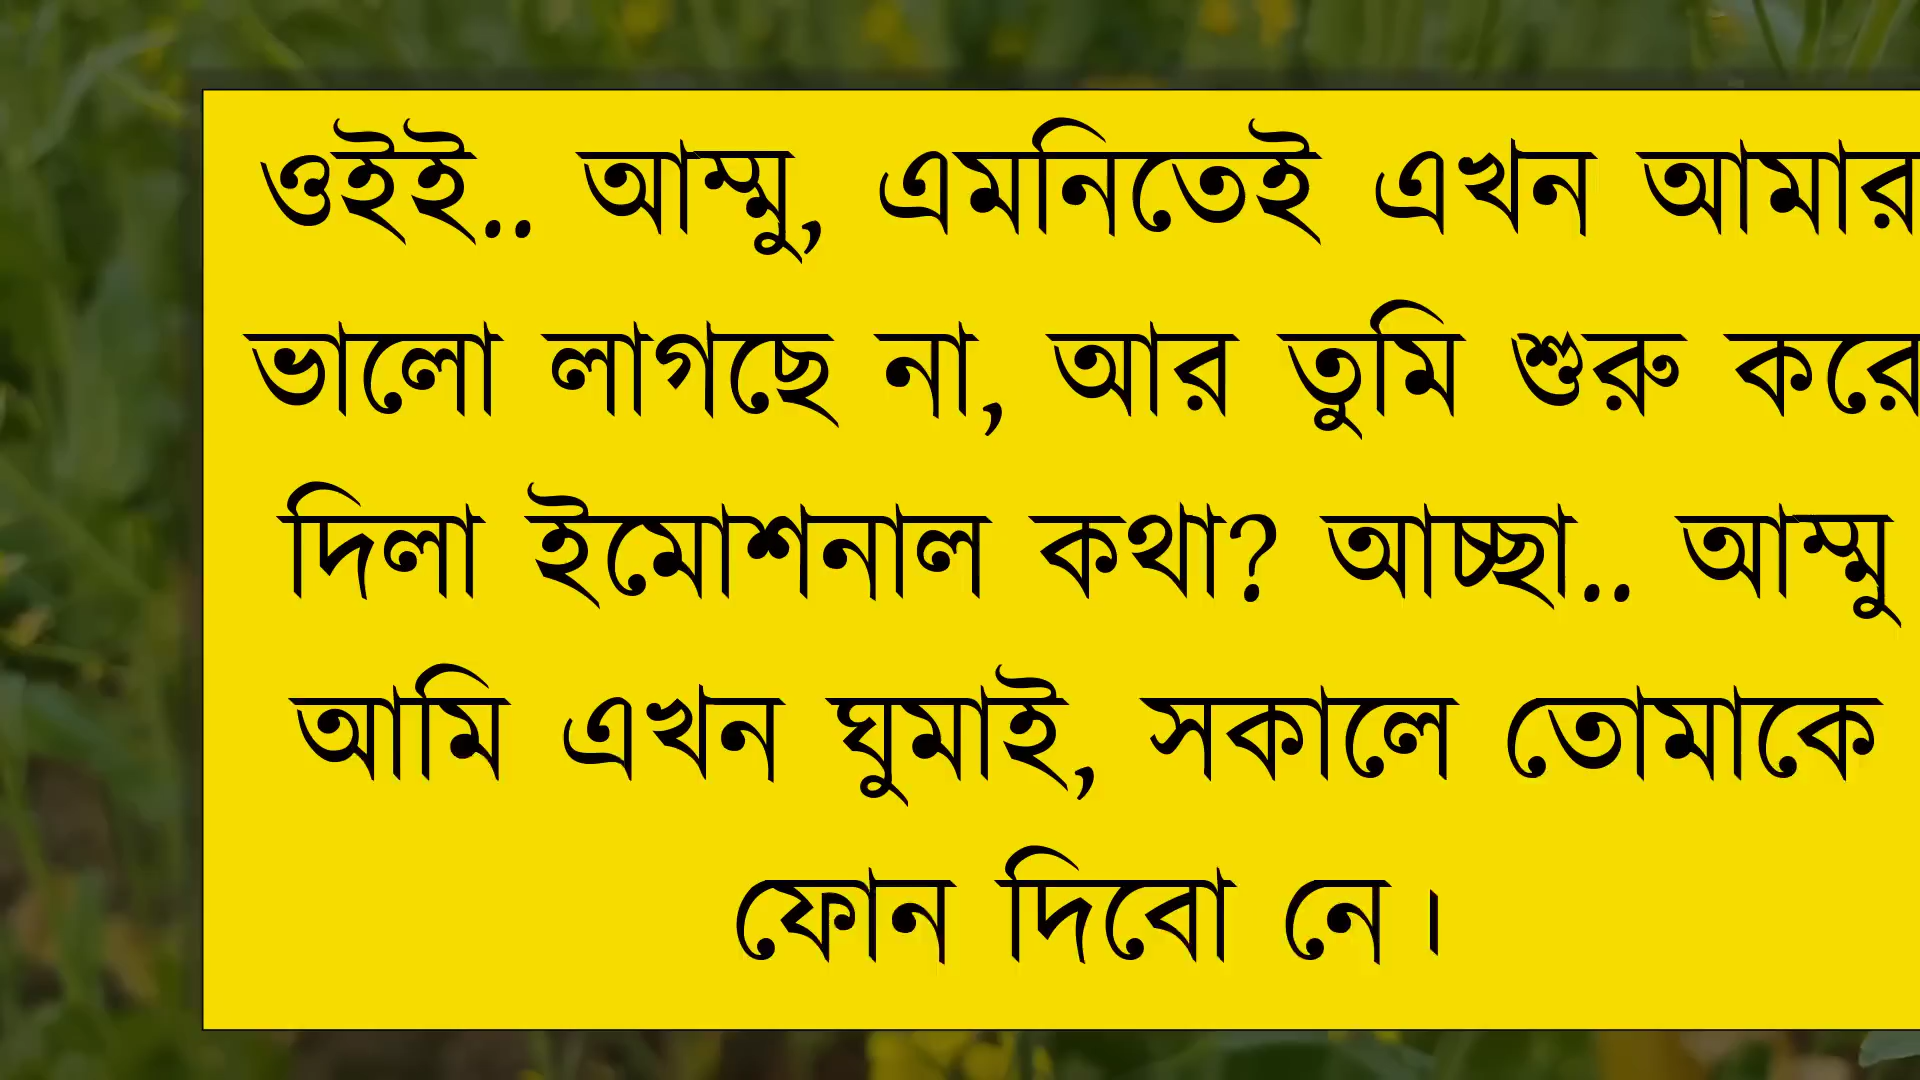 ওইই.. আম্মু, এমনিতেই এখন আমার
ভালো লাগছে না, আর তুমি শুরু করে
দিলা ইমোশনাল কথা? আচ্ছা.. আম্মু
আমি এখন ঘুমাই, সকালে তোমাকে
ফোন দিবো নে।